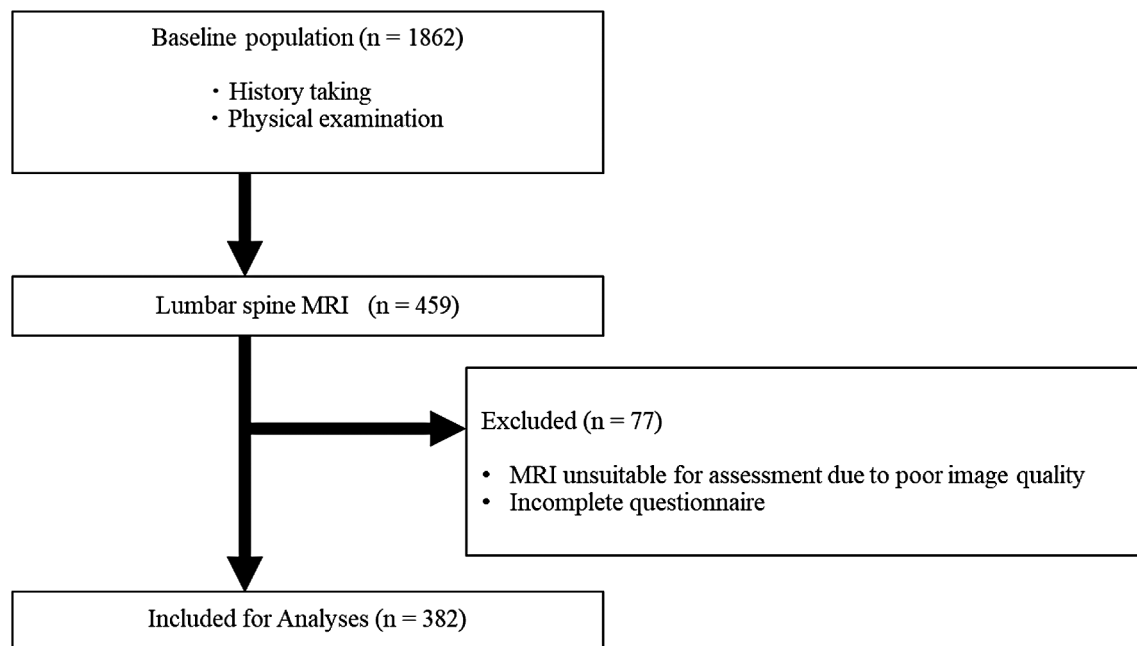 Baseline population (n = 1862)
・History taking
・Physical examination
Lumbar spine MRI (n = 459)
Excluded (n = 77)
• MRI unsuitable for assessment due to poor image quality
• Incomplete questionnaire
Included for Analyses (n = 382)